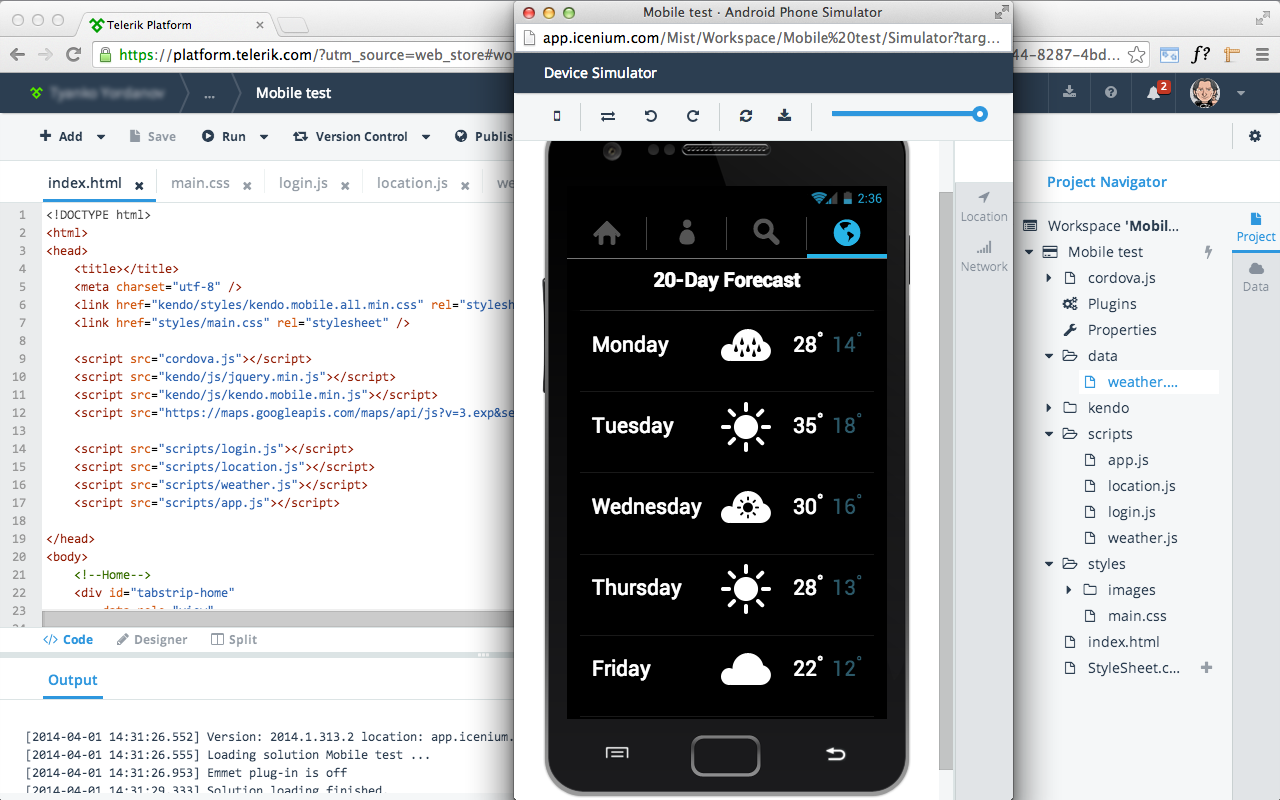 Telerik Platform
https://platform.telerik.com/?utm_source=web_store#wo
44-8287-4bd...
f?
...
Mobile test
2
Add
Save
Run
Version Control
Publis
index.html
main.css
login.js
location.js
we
1 <!DOCTYPE html>
2 <html>
3 <head>
4 <title></title>
5 <meta charset="utf-8" />
6 <link href="kendo/styles/kendo.mobile.all.min.css" rel="stylesh
7 <link href="styles/main.css" rel="stylesheet" />
8
9 <script src="cordova.js"></script>
10 <script src="kendo/js/jquery.min.js"></script>
11 <script src="kendo/js/kendo.mobile.min.js"></script>
12 <script src="https://maps.googleapis.com/maps/api/js?v=3.exp&se
13
14 <script src="scripts/login.js"></script>
15 <script src="scripts/location.js"></script>
16 <script src="scripts/weather.js"></script>
17 <script src="scripts/app.js"></script>
18
19 </head>
20 <body>
21 <!--Home-->
22 <div id="tabstrip-home"
23 data-role="view"
24
Code
Designer
Split
Output
[2014-04-01 14:31:26.552] Version: 2014.1.313.2 location: app.icenium.
[2014-04-01 14:31:26.555] Loading solution Mobile test ...
[2014-04-01 14:31:26.953] Emmet plug-in is off
[2014-04-01 14:31:29.333] Solution loading finished.
Mobile test · Android Phone Simulator
app.icenium.com/Mist/Workspace/Mobile%20test/Simulator?targ...
Device Simulator
2:36
20-Day Forecast
Monday 28° 14°
Tuesday 35° 18°
Wednesday 30° 16°
Thursday 28° 13°
Friday 22° 12°
Location
Network
Project Navigator
Workspace 'Mobil...
Mobile test
cordova.js
Plugins
Properties
data
weather....
kendo
scripts
app.js
location.js
login.js
weather.js
styles
images
main.css
index.html
StyleSheet.c...
Project
Data